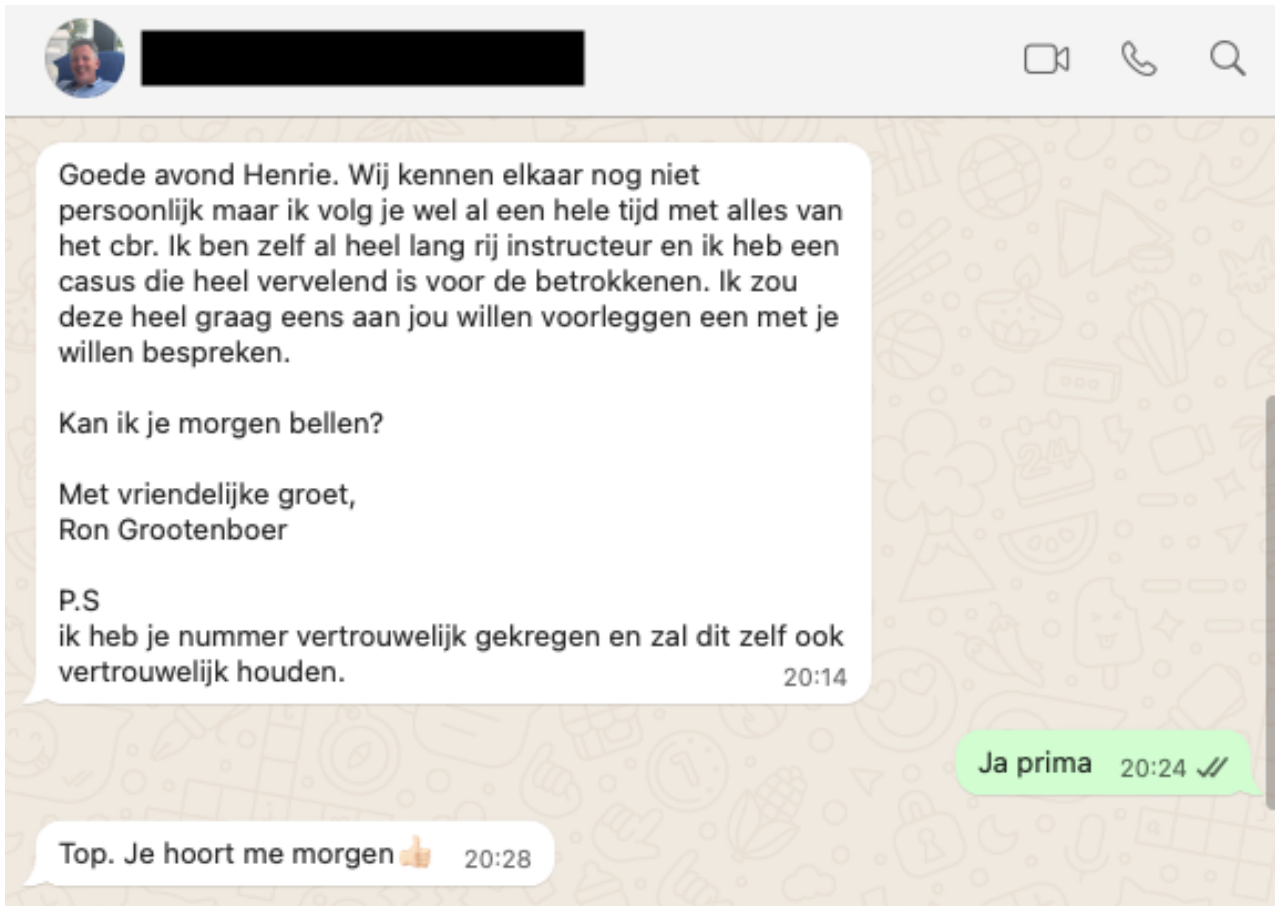 Goede avond Henrie. Wij kennen elkaar nog niet
persoonlijk maar ik volg je wel al een hele tijd met alles van
het cbr. Ik ben zelf al heel lang rij instructeur en ik heb een
casus die heel vervelend is voor de betrokkenen. Ik zou
deze heel graag eens aan jou willen voorleggen een met je
willen bespreken.
Kan ik je morgen bellen?
Met vriendelijke groet,
Ron Grootenboer
P.S
ik heb je nummer vertrouwelijk gekregen en zal dit zelf ook
vertrouwelijk houden. 20:14
Ja prima 20:24
Top. Je hoort me morgen👍🏻 20:28